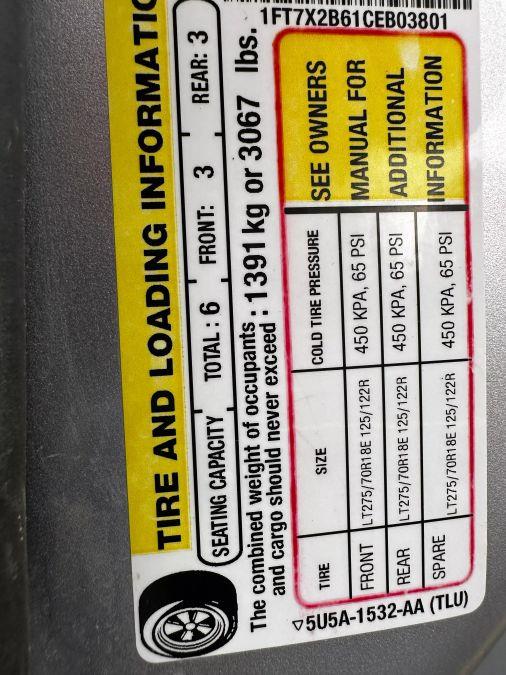 1FT7X2B61CEB03801
TIRE AND LOADING INFORMATIO
SEATING CAPACITY TOTAL : 6 FRONT: 3 REAR: 3
The combined weight of occupants
and cargo should never exceed : 1391 kg or 3067 lbs.
TIRE SIZE COLD TIRE PRESSURE SEE OWNERS
FRONT LT275/70R18E 125/122R 450 KPA, 65 PSI MANUAL FOR
REAR LT275/70R18E 125/122R 450 KPA, 65 PSI ADDITIONAL
SPARE LT275/70R18E 125/122R 450 KPA, 65 PSI INFORMATION
▽5U5A-1532-AA (TLU)